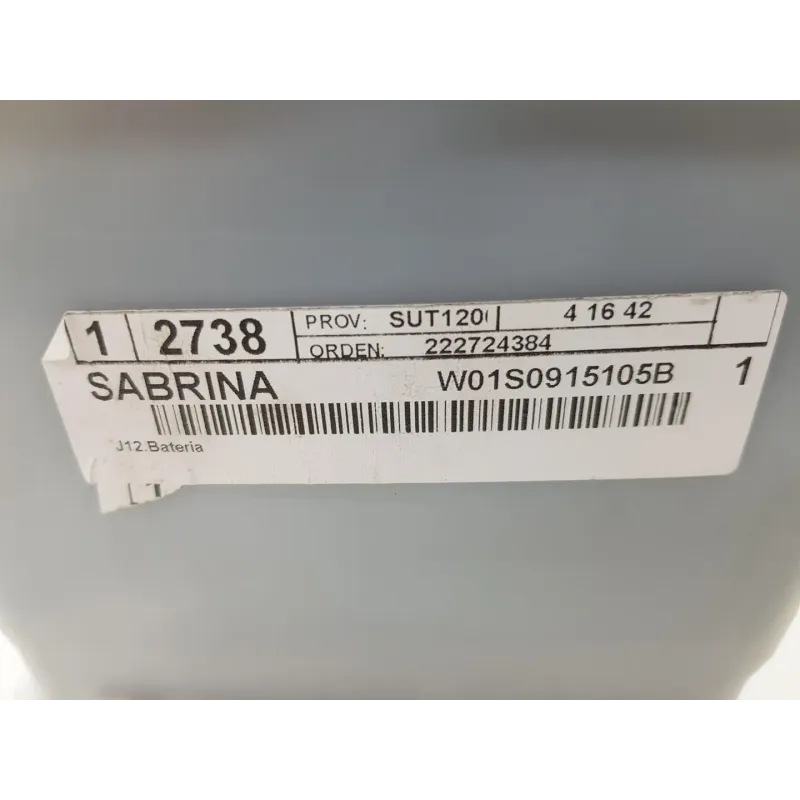 1 2738 PROV: SUT120 4 16 42
ORDEN: 222724384
SABRINA W01S0915105B 1
J12.Bateria